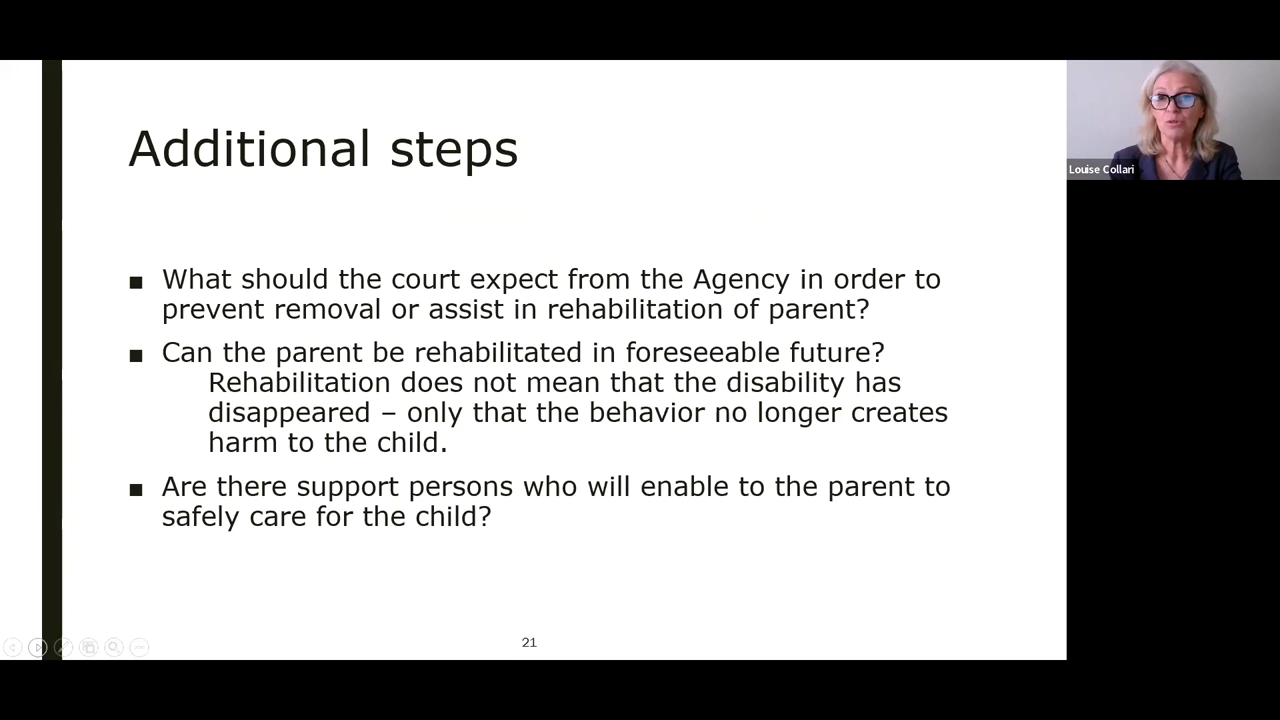 Additional steps
■ What should the court expect from the Agency in order to
prevent removal or assist in rehabilitation of parent?
■ Can the parent be rehabilitated in foreseeable future?
Rehabilitation does not mean that the disability has
disappeared – only that the behavior no longer creates
harm to the child.
■ Are there support persons who will enable to the parent to
safely care for the child?
21
Louise Collari